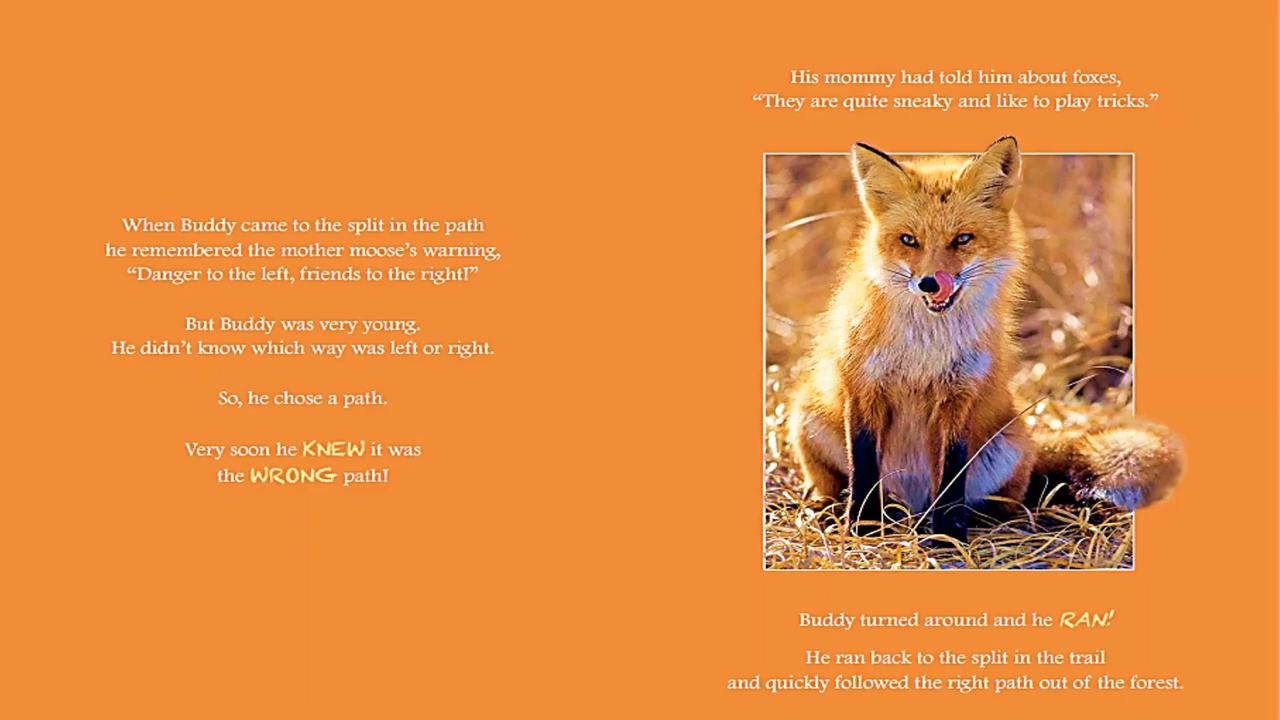 When Buddy came to the split in the path
he remembered the mother moose's warning,
“Danger to the left, friends to the right!”
But Buddy was very young.
He didn't know which way was left or right.
So, he chose a path.
Very soon he KNEW it was
the WRONG path!
His mommy had told him about foxes,
“They are quite sneaky and like to play tricks.”
Buddy turned around and he RAN!
He ran back to the split in the trail
and quickly followed the right path out of the forest.